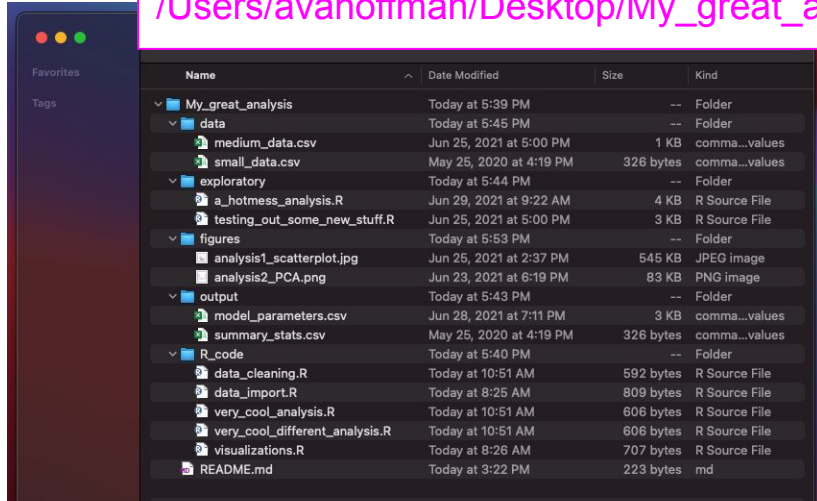 /Users/avahoffman/Desktop/My_great_a
Favorites
Tags
Name Date Modified Size Kind
My_great_analysis Today at 5:39 PM -- Folder
data Today at 5:45 PM -- Folder
medium_data.csv Jun 25, 2021 at 5:00 PM 1 KB comma...values
small_data.csv May 25, 2020 at 4:19 PM 326 bytes comma...values
exploratory Today at 5:44 PM -- Folder
a_hotmess_analysis.R Jun 29, 2021 at 9:22 AM 4 KB R Source File
testing_out_some_new_stuff.R Jun 25, 2021 at 5:00 PM 3 KB R Source File
figures Today at 5:53 PM -- Folder
analysis1_scatterplot.jpg Jun 25, 2021 at 2:37 PM 545 KB JPEG image
analysis2_PCA.png Jun 23, 2021 at 6:19 PM 83 KB PNG image
output Today at 5:43 PM -- Folder
model_parameters.csv Jun 28, 2021 at 7:11 PM 3 KB comma...values
summary_stats.csv May 25, 2020 at 4:19 PM 326 bytes comma...values
R_code Today at 5:40 PM -- Folder
data_cleaning.R Today at 10:51 AM 592 bytes R Source File
data_import.R Today at 8:25 AM 809 bytes R Source File
very_cool_analysis.R Today at 10:51 AM 606 bytes R Source File
very_cool_different_analysis.R Today at 10:51 AM 606 bytes R Source File
visualizations.R Today at 8:26 AM 707 bytes R Source File
README.md Today at 3:22 PM 223 bytes md